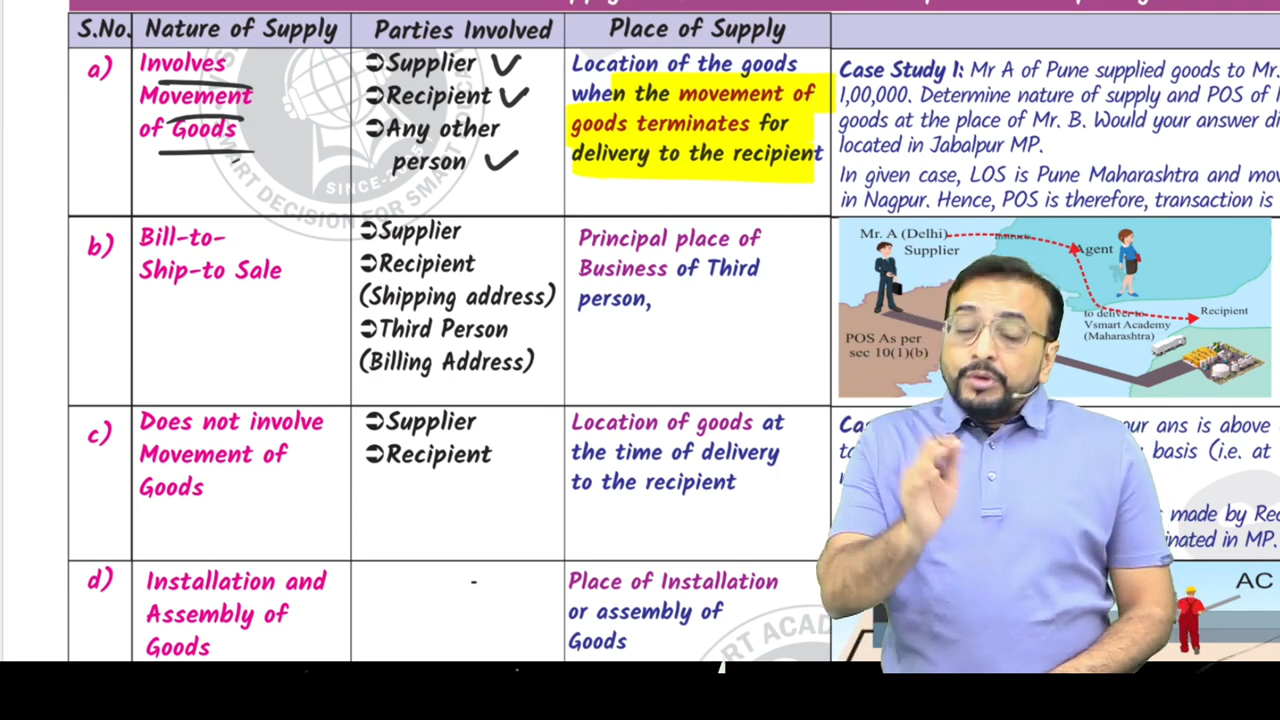 S.No.
Nature of Supply
Parties Involved
Place of Supply
a)
Involves
Movement
of Goods
➲Supplier
➲Recipient
➲Any other
person
Location of the goods
when the movement of
goods terminates for
delivery to the recipient
Case Study 1: Mr A of Pune supplied goods to Mr.
1,00,000. Determine nature of supply and POS of
goods at the place of Mr. B. Would your answer
located in Jabalpur MP.
In given case, LOS is Pune Maharashtra and
in Nagpur. Hence, POS is therefore, transaction is
SINCE-
b)
Bill-to-
Ship-to Sale
➲Supplier
➲Recipient
(Shipping address)
➲Third Person
(Billing Address)
Principal place of
Business of Third
person,
Mr. A (Delhi)
Supplier
Agent
to deliver to
Vsmart Academy
(Maharashtra)
Recipient
POS As per
sec 10(1)(b)
c)
Does not involve
Movement of
Goods
➲Supplier
➲Recipient
Location of goods at
the time of delivery
to the recipient
our ans is above
basis (i.e. at
made by
in MP.
d)
Installation and
Assembly of
Goods
-
Place of Installation
or assembly of
Goods
AC